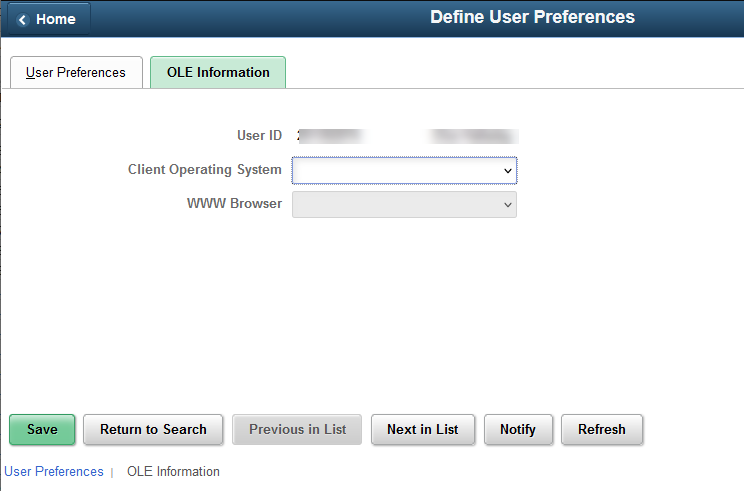 Home
Define User Preferences
User Preferences
OLE Information
User ID
Client Operating System
WWW Browser
Save
Return to Search
Previous in List
Next in List
Notify
Refresh
User Preferences | OLE Information